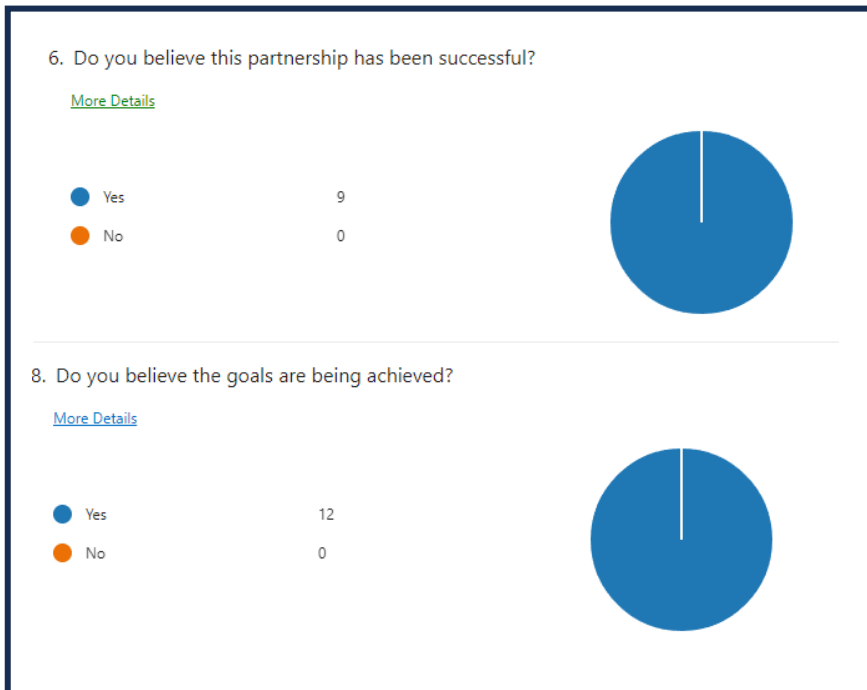 6. Do you believe this partnership has been successful?
More Details
Yes 9
No 0
8. Do you believe the goals are being achieved?
More Details
Yes 12
No 0